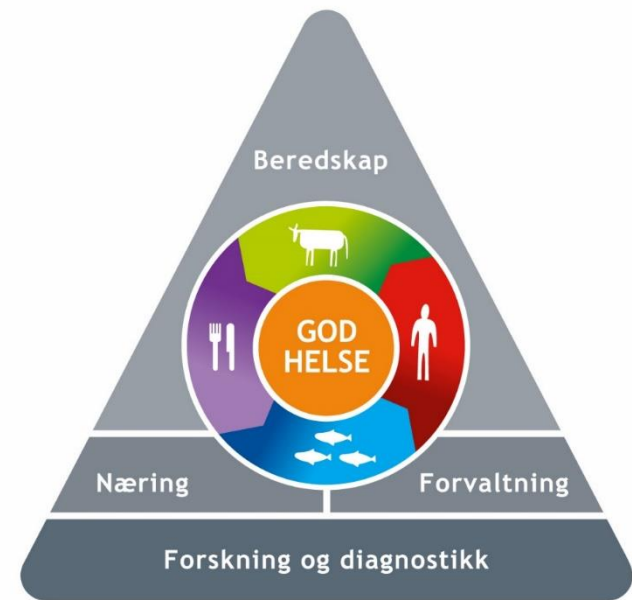 Beredskap
GOD
HELSE
Næring
Forvaltning
Forskning og diagnostikk